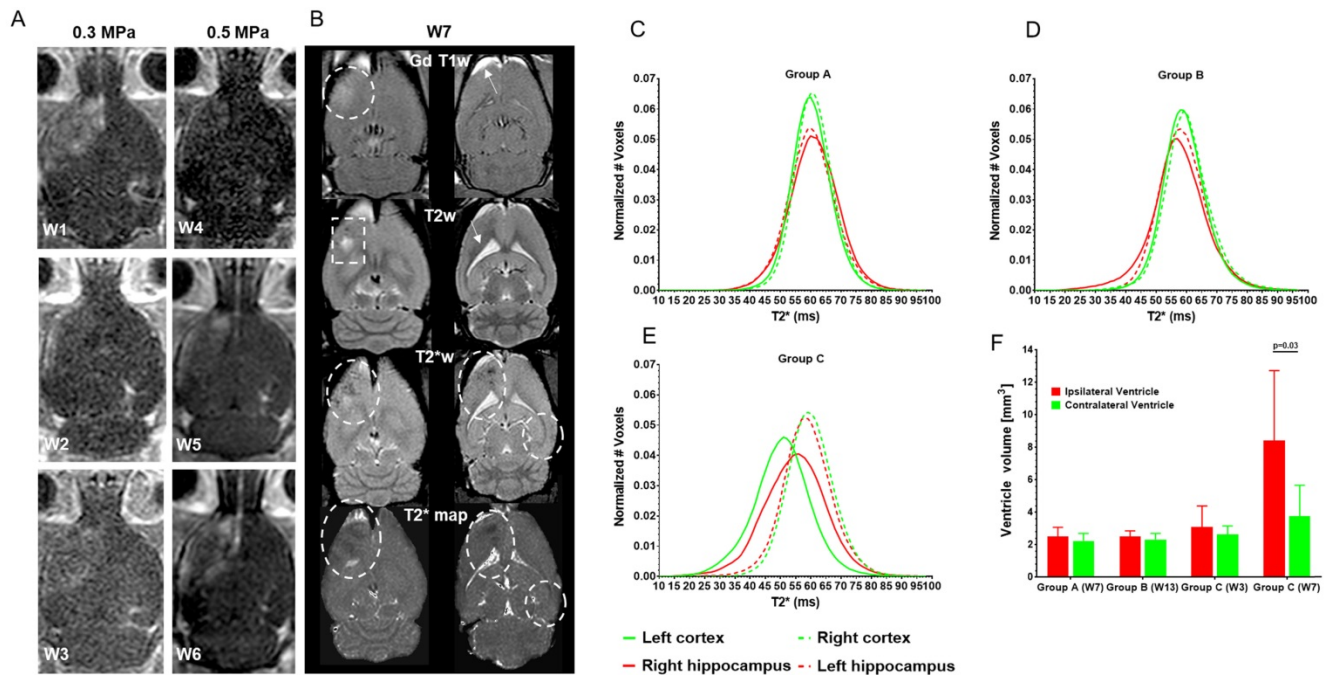 A
0.3 MPa
0.5 MPa
W1
W4
W2
W5
W3
W6
B
W7
Gd T1w
T2w
T2*w
T2* map
C
Group A
Normalized # Voxels
0.07
0.06
0.05
0.04
0.03
0.02
0.01
0.00
10 15 20 25 30 35 40 45 50 55 60 65 70 75 80 85 90 95 100
T2* (ms)
D
Group B
Normalized # Voxels
0.07
0.06
0.05
0.04
0.03
0.02
0.01
0.00
10 15 20 25 30 35 40 45 50 55 60 65 70 75 80 85 90 95 100
T2* (ms)
E
Group C
Normalized # Voxels
0.07
0.06
0.05
0.04
0.03
0.02
0.01
0.00
10 15 20 25 30 35 40 45 50 55 60 65 70 75 80 85 90 95 100
T2* (ms)
Left cortex
Right cortex
Right hippocampus
Left hippocampus
F
p=0.03
Ipsilateral Ventricle
Contralateral Ventricle
Ventricle volume [mm³]
14
12
10
8
6
4
2
0
Group A (W7) Group B (W13) Group C (W3) Group C (W7)